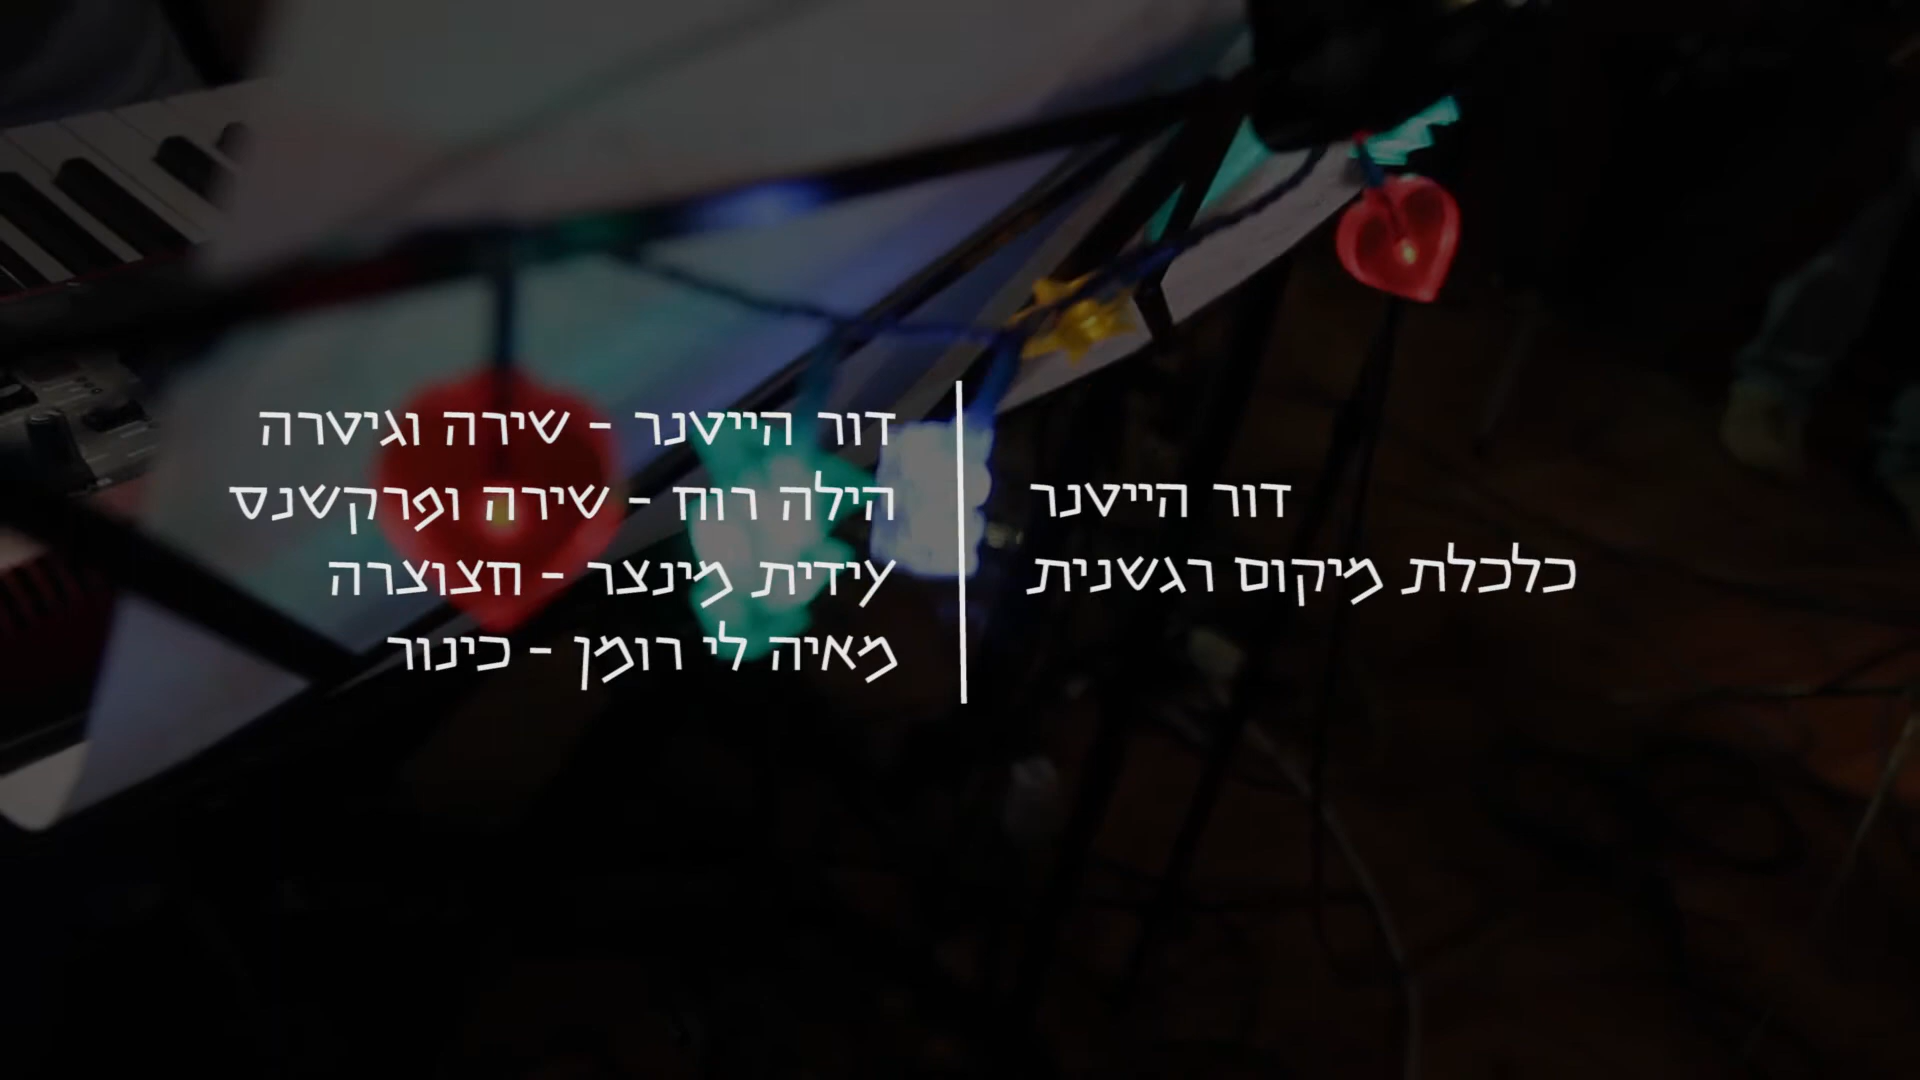 דור הייטנר
כלכלת מיקום רגשנית
דור הייטנר - שירה וגיטרה
הילה רוח - שירה ופרקשנס
עידית מינצר - חצוצרה
מאיה לי רומן - כינור